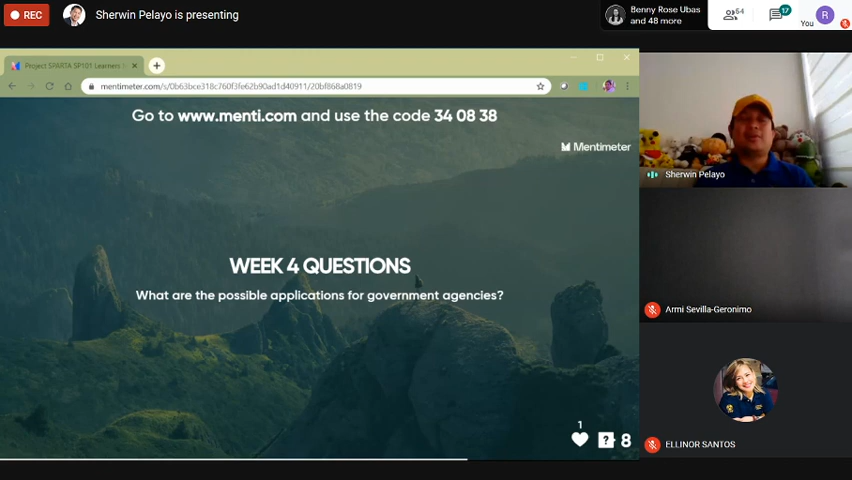 REC
Sherwin Pelayo is presenting
Benny Rose Ubas
and 48 more
64
17
You
R
Project SPARTA SP101 Learners
mentimeter.com/s/0b63bce318c760f3fe62b90ad1d40911/20bf868a0819
Go to www.menti.com and use the code 34 08 38
Mentimeter
WEEK 4 QUESTIONS
What are the possible applications for government agencies?
1
? 8
Sherwin Pelayo
Armi Sevilla-Geronimo
ELLINOR SANTOS